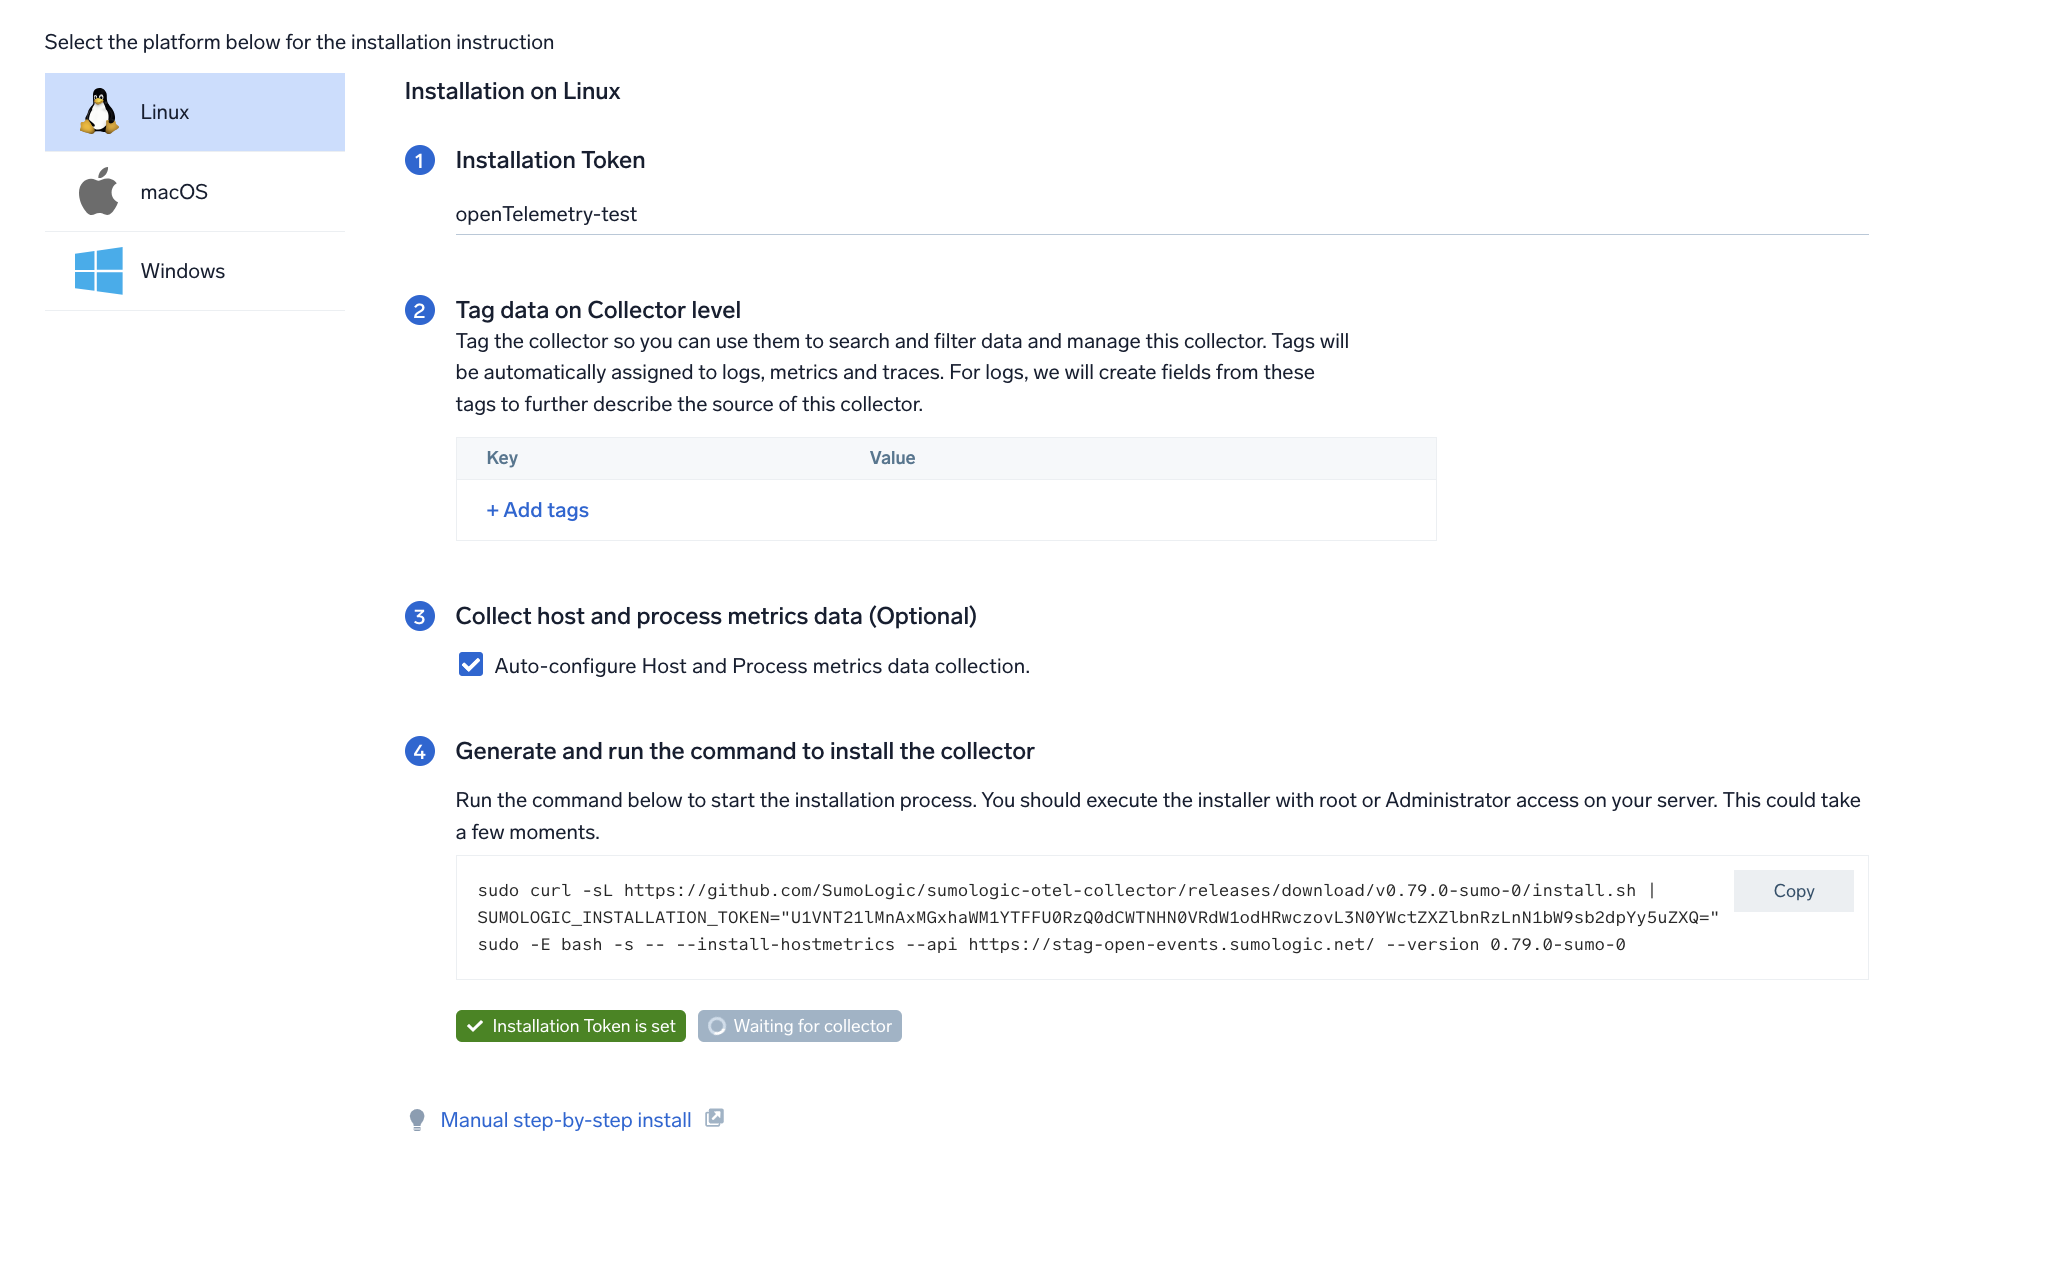 Select the platform below for the installation instruction
Linux
macOS
Windows
Installation on Linux
1 Installation Token
openTelemetry-test
2 Tag data on Collector level
Tag the collector so you can use them to search and filter data and manage this collector. Tags will
be automatically assigned to logs, metrics and traces. For logs, we will create fields from these
tags to further describe the source of this collector.
Key Value
+ Add tags
3 Collect host and process metrics data (Optional)
Auto-configure Host and Process metrics data collection.
4 Generate and run the command to install the collector
Run the command below to start the installation process. You should execute the installer with root or Administrator access on your server. This could take
a few moments.
sudo curl -sL https://github.com/SumoLogic/sumologic-otel-collector/releases/download/v0.79.0-sumo-0/install.sh |
SUMOLOGIC_INSTALLATION_TOKEN="U1VNT21lMnAxMGxhaWM1YTFFU0RzQ0dCWTNHN0VRdW1odHRwczovL3N0YWctZXZlbnRzLnN1bW9sb2dpYy5uZXQ="
sudo -E bash -s -- --install-hostmetrics --api https://stag-open-events.sumologic.net/ --version 0.79.0-sumo-0
Copy
Installation Token is set
Waiting for collector
Manual step-by-step install